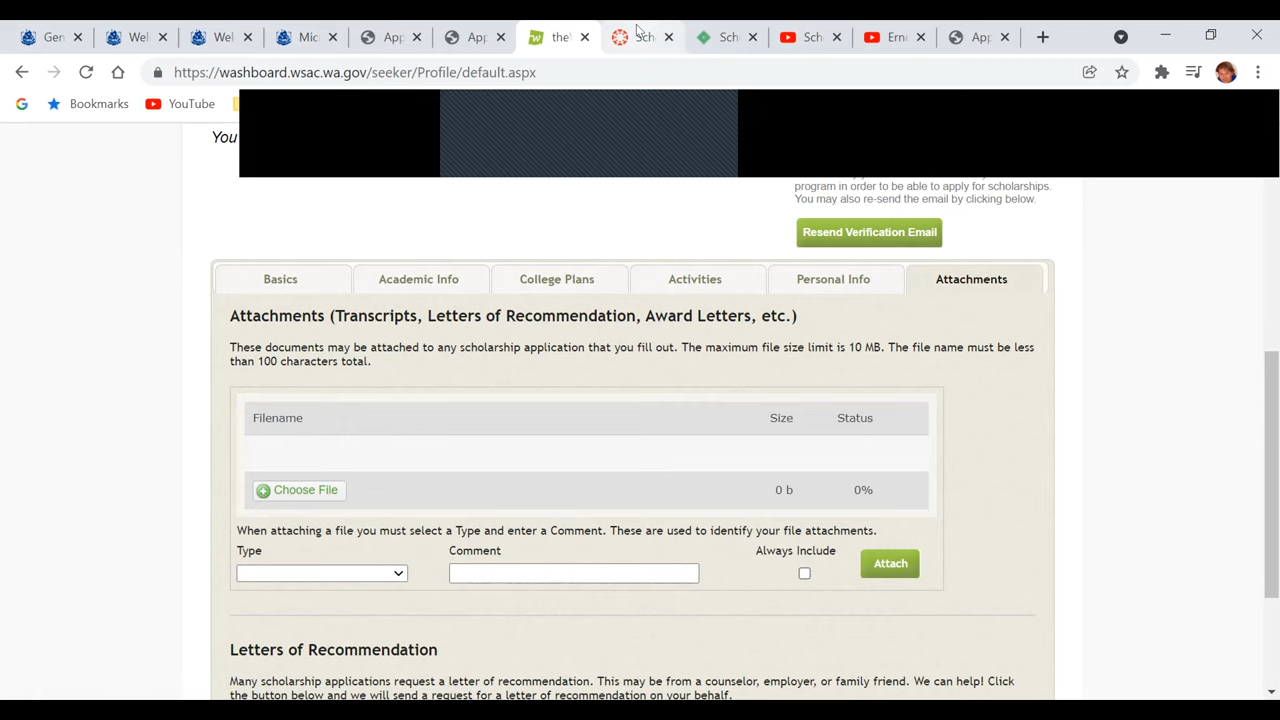 Gen
Wel
Wel
Mic
App
App
the
Sch
Sch
Sch
Erne
App
https://washboard.wsac.wa.gov/seeker/Profile/default.aspx
Bookmarks YouTube
You
program in order to be able to apply for scholarships.
You may also re-send the email by clicking below.
Resend Verification Email
Basics Academic Info College Plans Activities Personal Info Attachments
Attachments (Transcripts, Letters of Recommendation, Award Letters, etc.)
These documents may be attached to any scholarship application that you fill out. The maximum file size limit is 10 MB. The file name must be less
than 100 characters total.
Filename Size Status
Choose File 0 b 0%
When attaching a file you must select a Type and enter a Comment. These are used to identify your file attachments.
Type Comment Always Include
Attach
Letters of Recommendation
Many scholarship applications request a letter of recommendation. This may be from a counselor, employer, or family friend. We can help! Click
the button below and we will send a request for a letter of recommendation on your behalf.